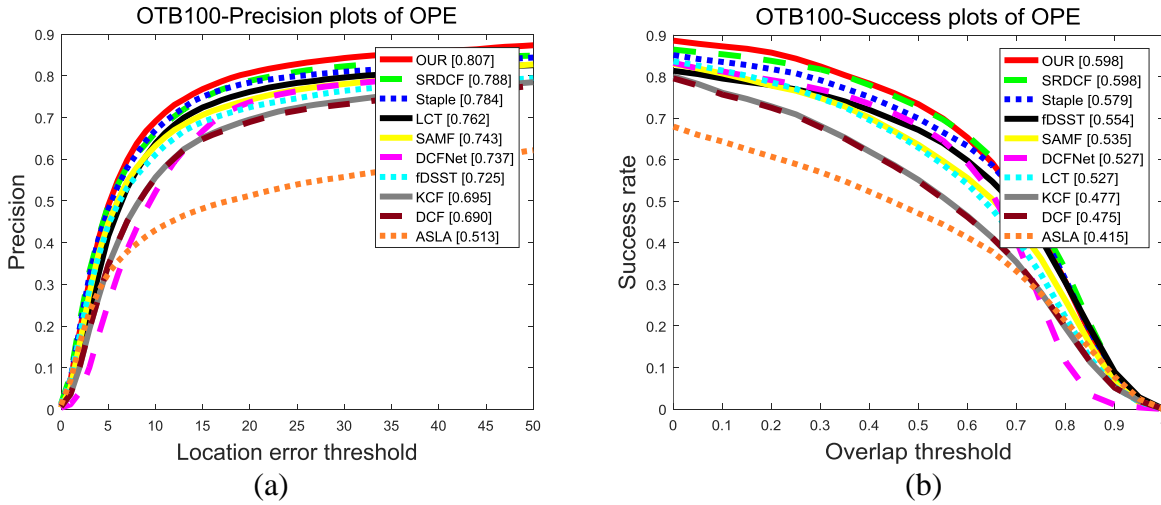 OTB100-Precision plots of OPE
0.9
0.8
0.7
0.6
0.5
0.4
0.3
0.2
0.1
0
Precision
OUR [0.807]
SRDCF [0.788]
Staple [0.784]
LCT [0.762]
SAMF [0.743]
DCFNet [0.737]
fDSST [0.725]
KCF [0.695]
DCF [0.690]
ASLA [0.513]
0 5 10 15 20 25 30 35 40 45 50
Location error threshold
(a)
OTB100-Success plots of OPE
0.9
0.8
0.7
0.6
0.5
0.4
0.3
0.2
0.1
0
Success rate
OUR [0.598]
SRDCF [0.598]
Staple [0.579]
fDSST [0.554]
SAMF [0.535]
DCFNet [0.527]
LCT [0.527]
KCF [0.477]
DCF [0.475]
ASLA [0.415]
0 0.1 0.2 0.3 0.4 0.5 0.6 0.7 0.8 0.9
Overlap threshold
(b)